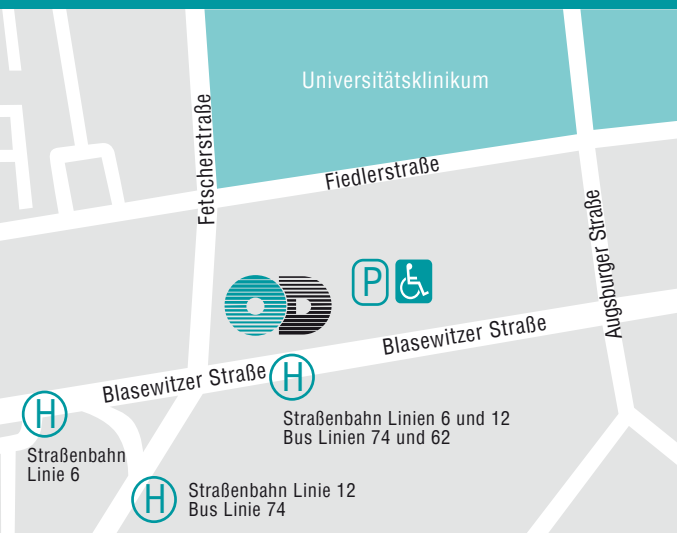 Universitätsklinikum
Fetscherstraße
Fiedlerstraße
Augsburger Straße
P
Blasewitzer Straße
Blasewitzer Straße
H
Straßenbahn Linien 6 und 12
Bus Linien 74 und 62
H
Straßenbahn
Linie 6
H
Straßenbahn Linie 12
Bus Linie 74